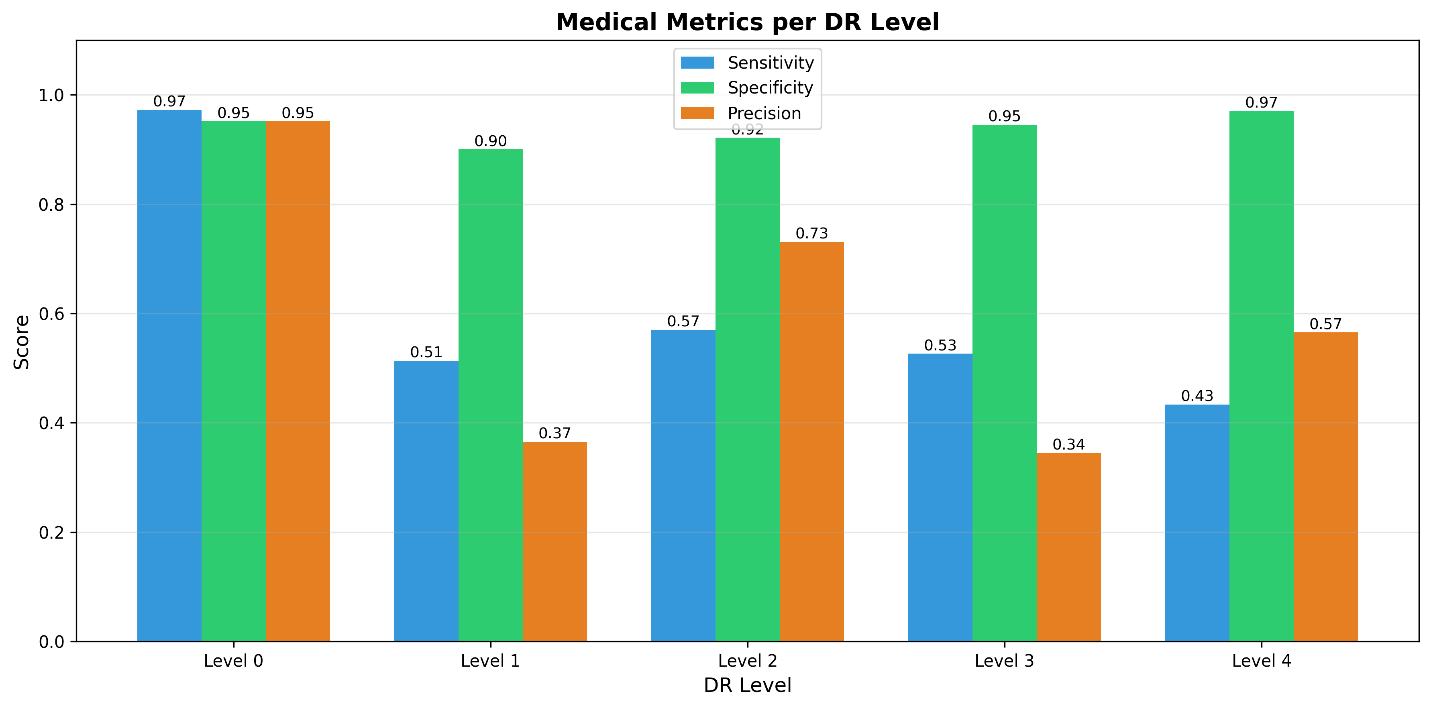 Medical Metrics per DR Level
Sensitivity
Specificity
Precision
Score
1.0
0.8
0.6
0.4
0.2
0.0
0.97
0.95
0.95
0.51
0.90
0.37
0.57
0.92
0.73
0.53
0.95
0.34
0.43
0.97
0.57
Level 0
Level 1
Level 2
Level 3
Level 4
DR Level